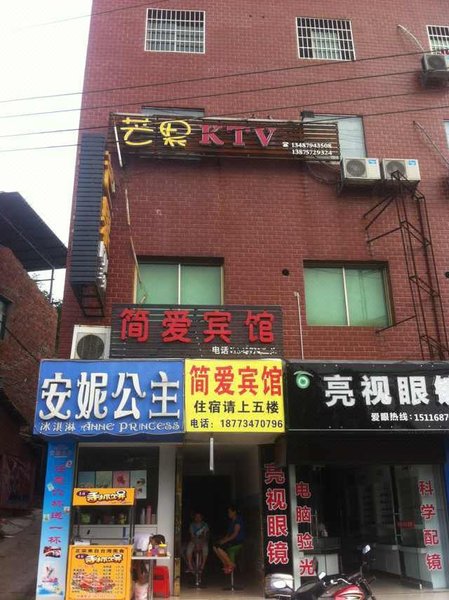 芒果KTV
☎ 13487943508
13875729324
简爱宾馆
电话
安妮公主
冰淇淋 ANNE PRINCESS
简爱宾馆
住宿请上五楼
电话：18773470796
亮视眼镜
爱眼热线：1511687
亮视眼镜
电脑验光
科学配镜